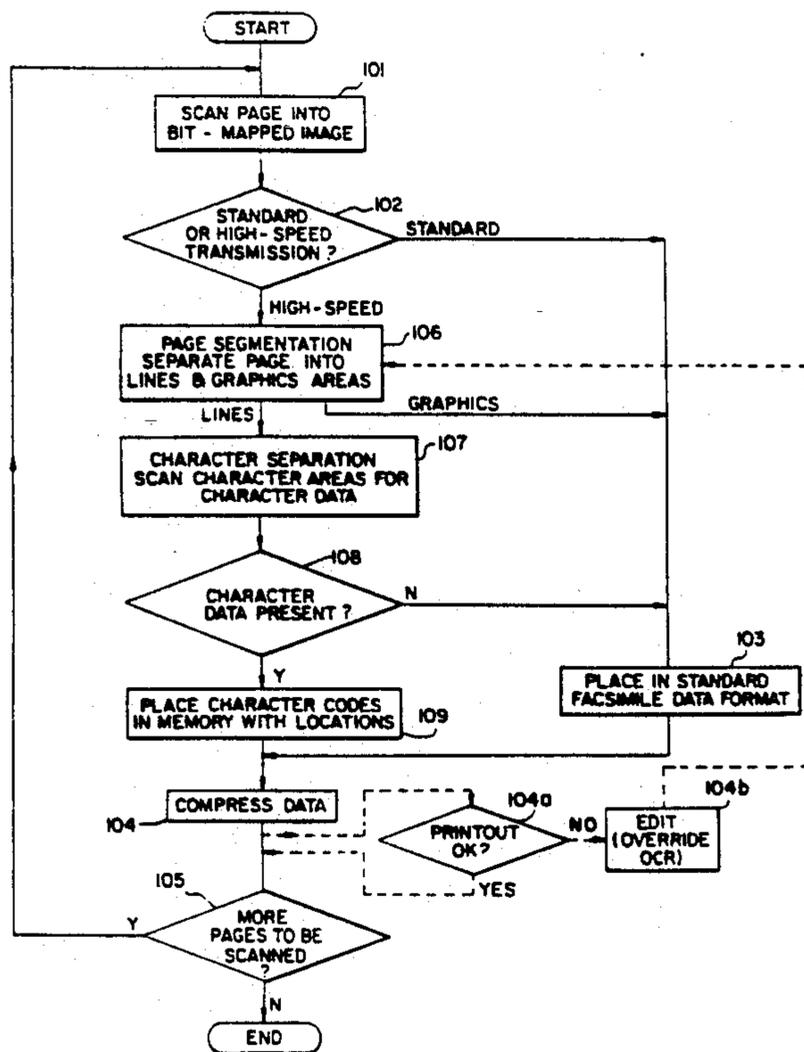 START
101
SCAN PAGE INTO
BIT - MAPPED IMAGE
102
STANDARD
OR HIGH-SPEED
TRANSMISSION ?
STANDARD
HIGH-SPEED
106
PAGE SEGMENTATION
SEPARATE PAGE INTO
LINES & GRAPHICS AREAS
GRAPHICS
LINES
107
CHARACTER SEPARATION
SCAN CHARACTER AREAS FOR
CHARACTER DATA
108
CHARACTER
DATA PRESENT ?
N
Y
103
PLACE IN STANDARD
FACSIMILE DATA FORMAT
PLACE CHARACTER CODES
IN MEMORY WITH LOCATIONS
109
104
COMPRESS DATA
104a
PRINTOUT
OK?
NO
YES
104b
EDIT
(OVERRIDE
OCR)
105
MORE
PAGES TO BE
SCANNED
?
Y
N
END